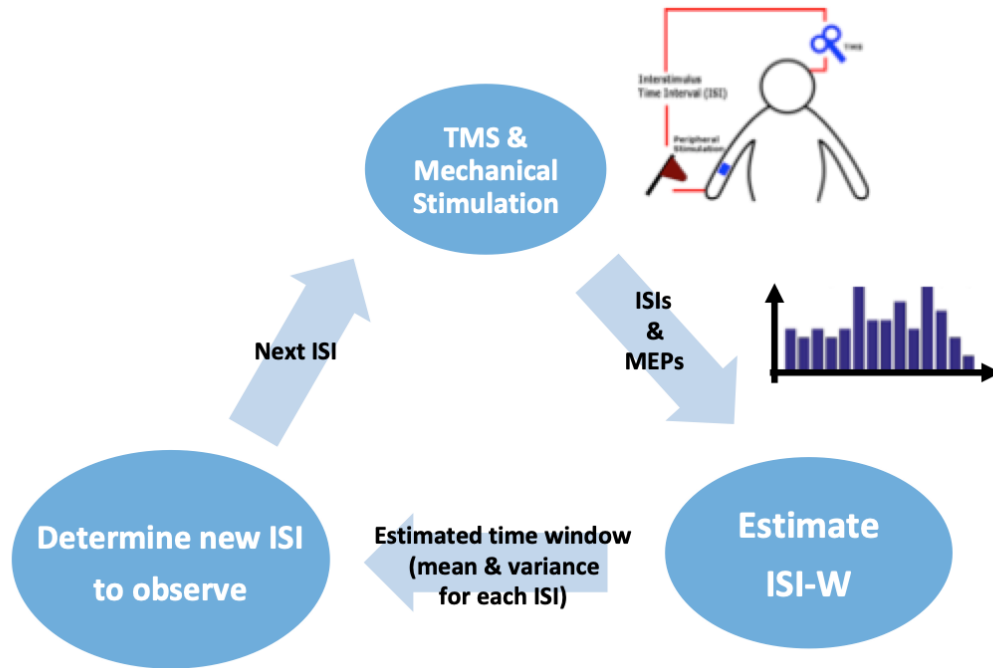 TMS
Interstimulus
Time Interval (ISI)
Peripheral
Stimulation
TMS &
Mechanical
Stimulation
ISIs
&
MEPs
Next ISI
Estimate
ISI-W
Estimated time window
(mean & variance
for each ISI)
Determine new ISI
to observe